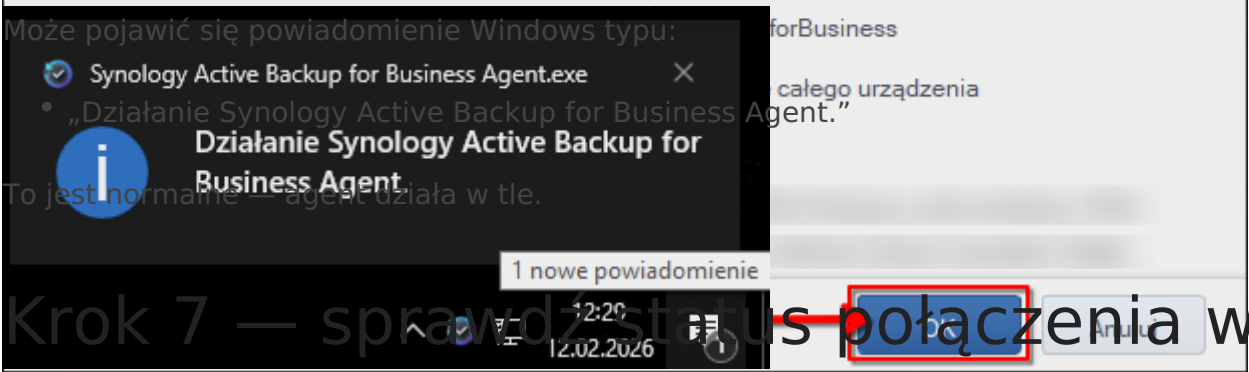 Może pojawić się powiadomienie Windows typu:
forBusiness
Synology Active Backup for Business Agent.exe
całego urządzenia
„Działanie Synology Active Backup for Business Agent.”
Działanie Synology Active Backup for
Business Agent.
To jest normalne — agent działa w tle.
1 nowe powiadomienie
Krok 7 — sprawdź status połączenia w
12:29
12.02.2026
1
OK
Anuluj